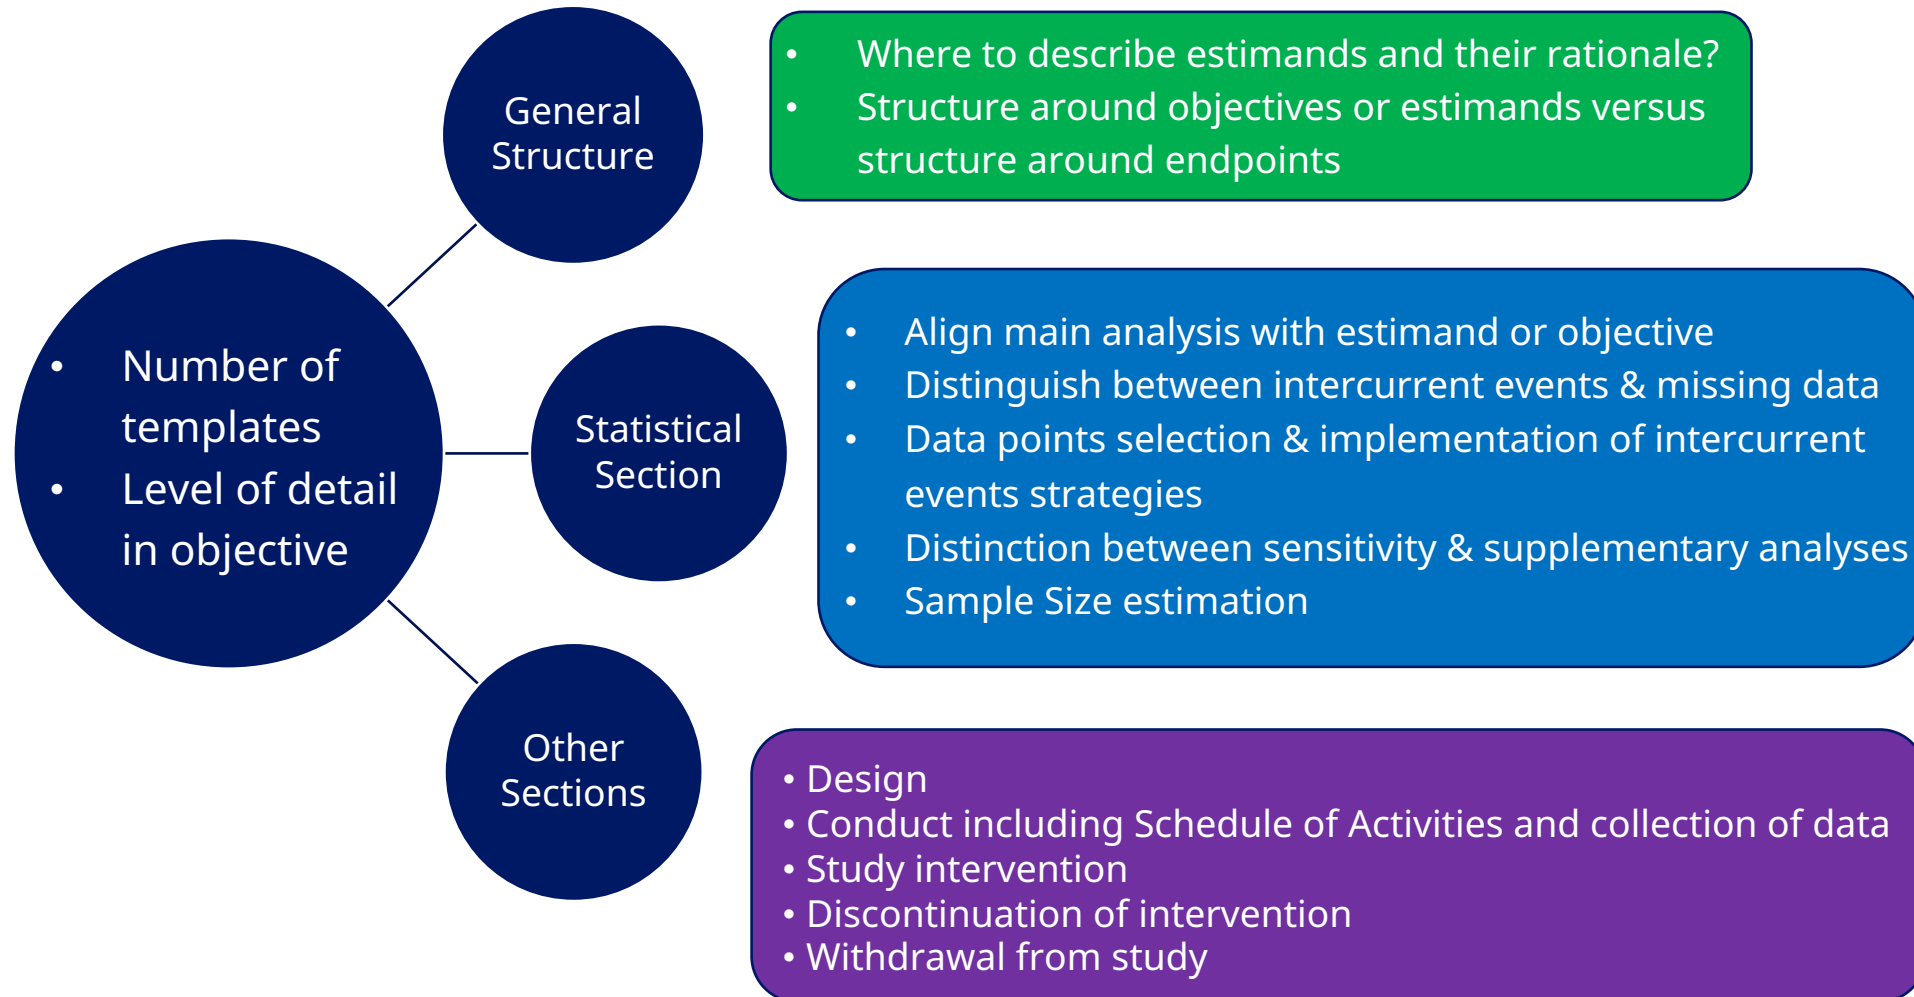 • Number of
templates
• Level of detail
in objective
General
Structure
• Where to describe estimands and their rationale?
• Structure around objectives or estimands versus
structure around endpoints
Statistical
Section
• Align main analysis with estimand or objective
• Distinguish between intercurrent events & missing data
• Data points selection & implementation of intercurrent
events strategies
• Distinction between sensitivity & supplementary analyses
• Sample Size estimation
Other
Sections
• Design
• Conduct including Schedule of Activities and collection of data
• Study intervention
• Discontinuation of intervention
• Withdrawal from study